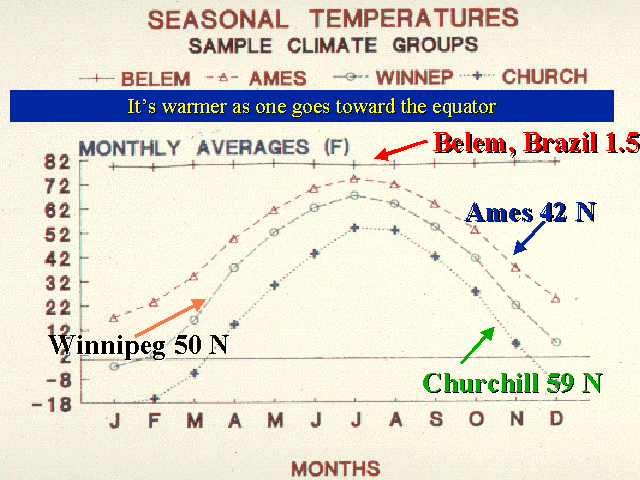 SEASONAL TEMPERATURES
SAMPLE CLIMATE GROUPS
BELEM AMES WINNEP CHURCH
It's warmer as one goes toward the equator
MONTHLY AVERAGES (F)
Belem, Brazil 1.5
82
72
62
Ames 42 N
52
42
32
22
12
Winnipeg 50 N
2
-8
Churchill 59 N
-18
J F M A M J J A S O N D
MONTHS